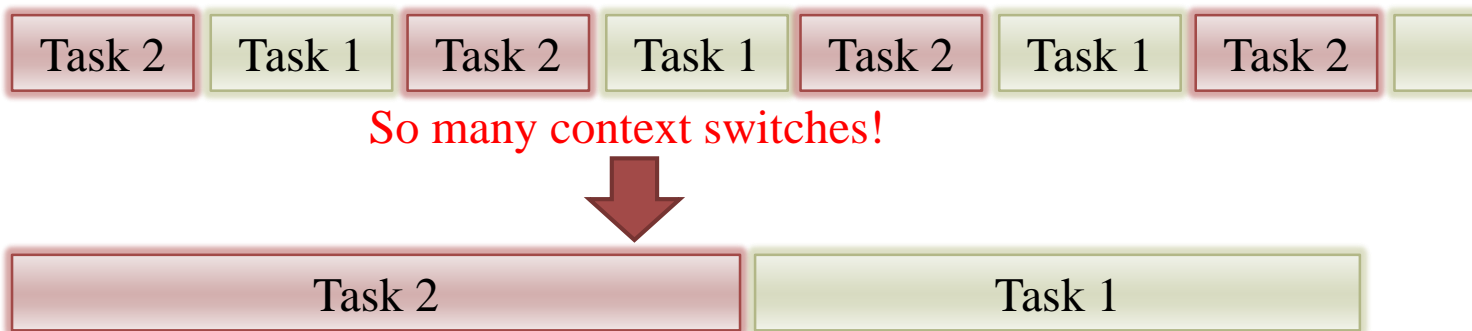 Task 2 Task 1 Task 2 Task 1 Task 2 Task 1 Task 2
So many context switches!
Task 2 Task 1